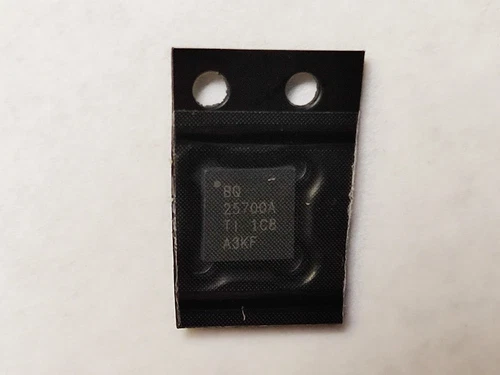 BQ
25700A
TI 1C8
A3KF